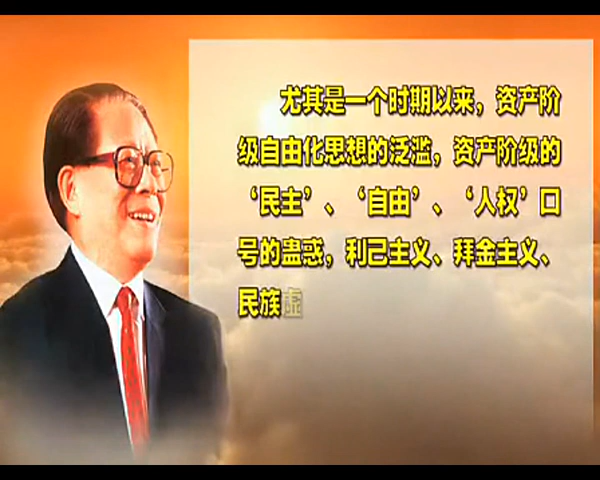 尤其是一个时期以来，资产阶
级自由化思想的泛滥，资产阶级的
‘民主’、‘自由’、‘人权’口
号的蛊惑，利己主义、拜金主义、
民族虚